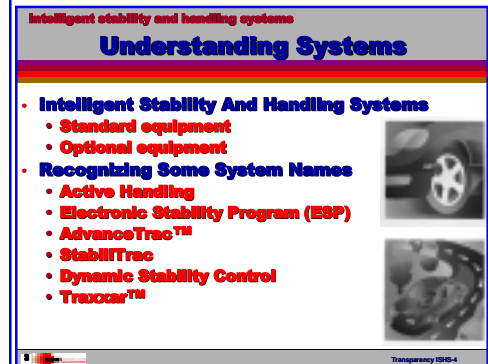 Intelligent stability and handling systems
Understanding Systems
• Intelligent Stability And Handling Systems
• Standard equipment
• Optional equipment
• Recognizing Some System Names
• Active Handling
• Electronic Stability Program (ESP)
• AdvanceTrac™
• StabiliTrac
• Dynamic Stability Control
• Traxxar™
Transparency ISHS-4